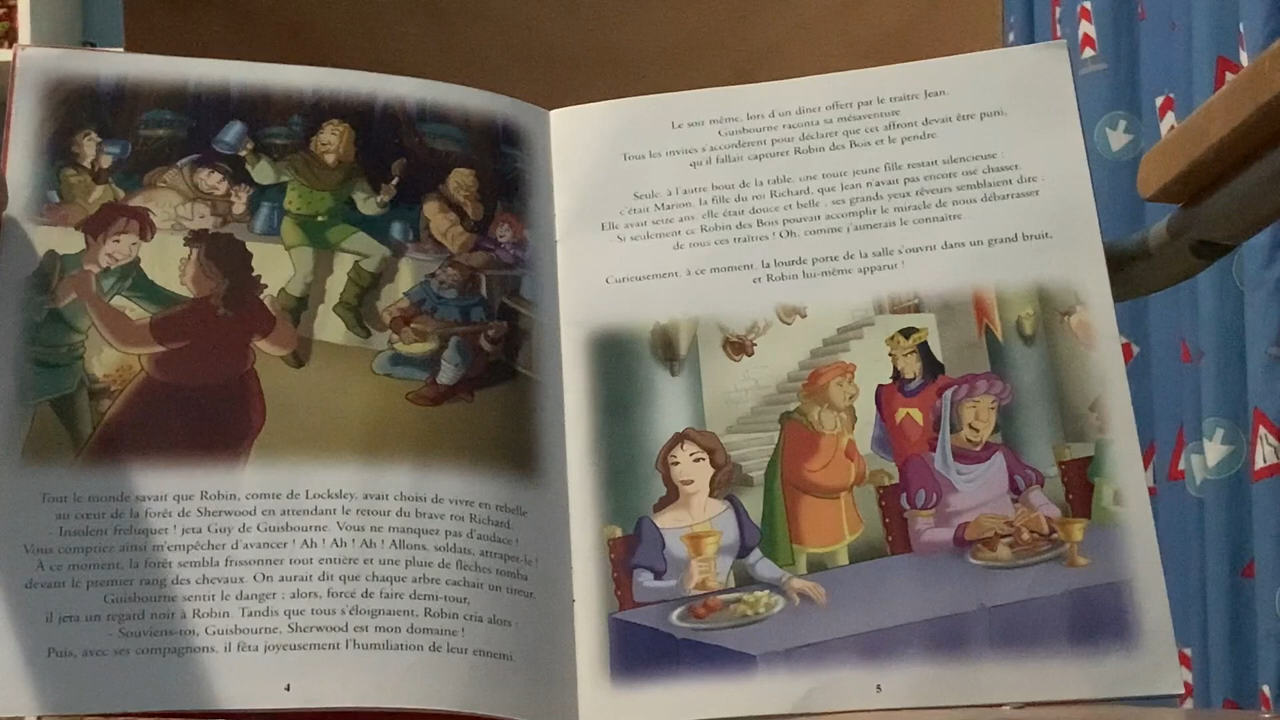 Tout le monde savait que Robin, comte de Locksley, avait choisi de vivre en rebelle
au cœur de la forêt de Sherwood en attendant le retour du brave roi Richard.
- Insolent freluquet ! jeta Guy de Guisbourne. Vous ne manquez pas d'audace !
Vous comptiez ainsi m'empêcher d'avancer ! Ah ! Ah ! Ah ! Allons, soldats, attrapez-le !
À ce moment, la forêt sembla frissonner tout entière et une pluie de flèches tomba
devant le premier rang des chevaux. On aurait dit que chaque arbre cachait un tireur.
Guisbourne sentit le danger ; alors, forcé de faire demi-tour,
il jeta un regard noir à Robin. Tandis que tous s'éloignaient, Robin cria alors :
- Souviens-toi, Guisbourne, Sherwood est mon domaine !
Puis, avec ses compagnons, il fêta joyeusement l'humiliation de leur ennemi.
4
Le soir même, lors d'un dîner offert par le traître Jean,
Guisbourne raconta sa mésaventure.
Tous les invités s'accordèrent pour déclarer que cet affront devait être puni,
qu'il fallait capturer Robin des Bois et le pendre.
Seule, à l'autre bout de la table, une toute jeune fille restait silencieuse :
c'était Marion, la fille du roi Richard, que Jean n'avait pas encore osé chasser.
Elle avait seize ans, elle était douce et belle ; ses grands yeux rêveurs semblaient dire :
- Si seulement ce Robin des Bois pouvait accomplir le miracle de nous débarrasser
de tous ces traîtres ! Oh, comme j'aimerais le connaître...
Curieusement, à ce moment, la lourde porte de la salle s'ouvrit dans un grand bruit,
et Robin lui-même apparut !
5